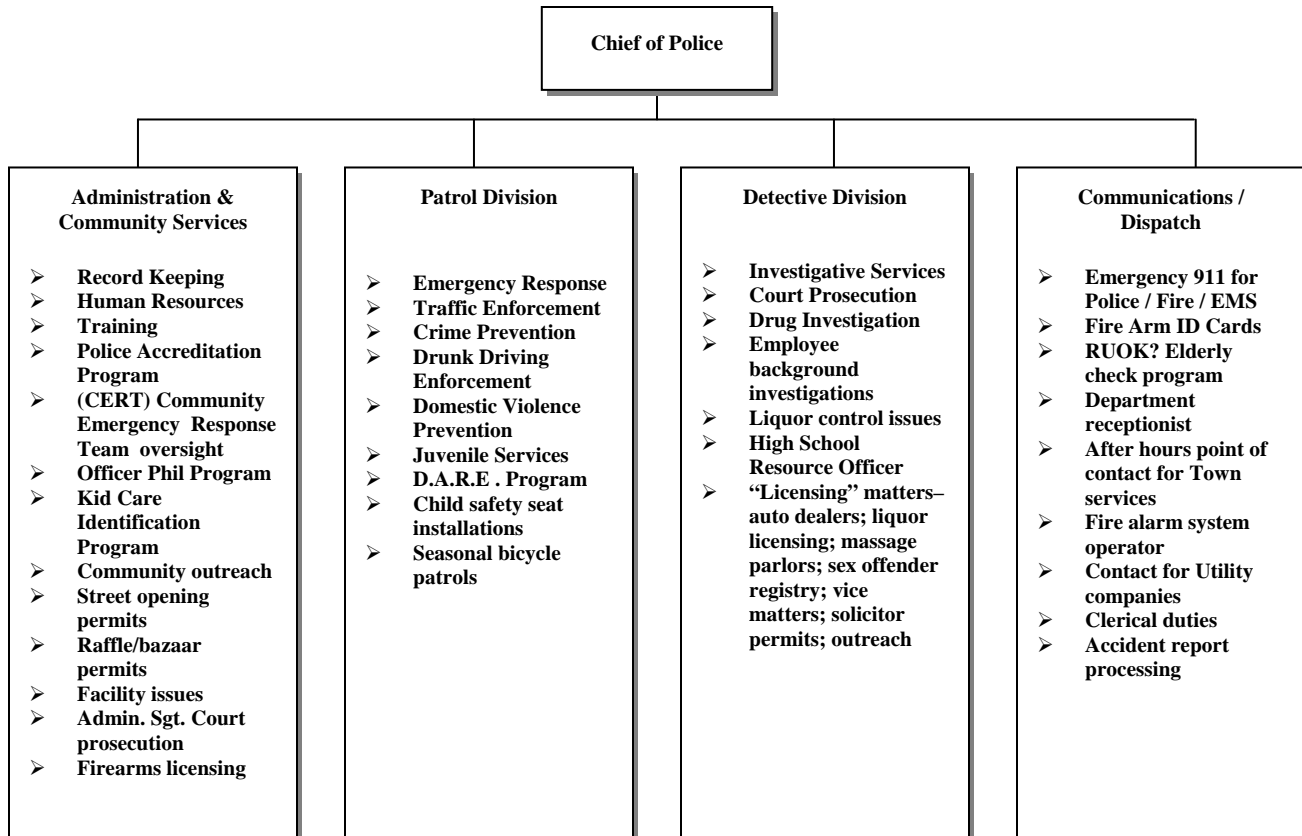 Chief of Police
Administration &
Community Services
➢ Record Keeping
➢ Human Resources
➢ Training
➢ Police Accreditation
Program
➢ (CERT) Community
Emergency Response
Team oversight
➢ Officer Phil Program
➢ Kid Care
Identification
Program
➢ Community outreach
➢ Street opening
permits
➢ Raffle/bazaar
permits
➢ Facility issues
➢ Admin. Sgt. Court
prosecution
➢ Firearms licensing
Patrol Division
➢ Emergency Response
➢ Traffic Enforcement
➢ Crime Prevention
➢ Drunk Driving
Enforcement
➢ Domestic Violence
Prevention
➢ Juvenile Services
➢ D.A.R.E . Program
➢ Child safety seat
installations
➢ Seasonal bicycle
patrols
Detective Division
➢ Investigative Services
➢ Court Prosecution
➢ Drug Investigation
➢ Employee
background
investigations
➢ Liquor control issues
➢ High School
Resource Officer
➢ “Licensing” matters–
auto dealers; liquor
licensing; massage
parlors; sex offender
registry; vice
matters; solicitor
permits; outreach
Communications /
Dispatch
➢ Emergency 911 for
Police / Fire / EMS
➢ Fire Arm ID Cards
➢ RUOK? Elderly
check program
➢ Department
receptionist
➢ After hours point of
contact for Town
services
➢ Fire alarm system
operator
➢ Contact for Utility
companies
➢ Clerical duties
➢ Accident report
processing